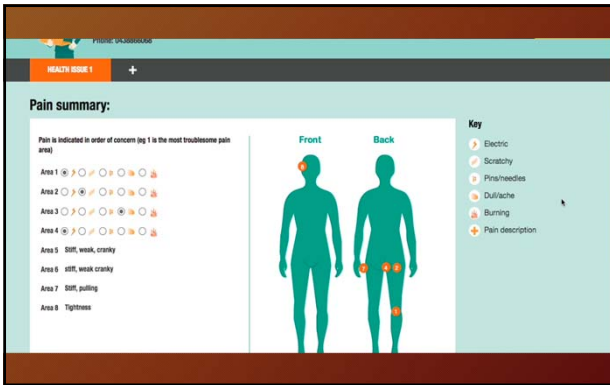 Phone: 0438866068
HEALTH ISSUE 1 +
Pain summary:
Pain is indicated in order of concern (eg 1 is the most troublesome pain
area)
Area 1
Area 2
Area 3
Area 4
Area 5 Stiff, weak, cranky
Area 6 stiff, weak cranky
Area 7 Stiff, pulling
Area 8 Tightness
Front Back
4
1
Key
Electric
Scratchy
Pins/needles
Dull/ache
Burning
Pain description